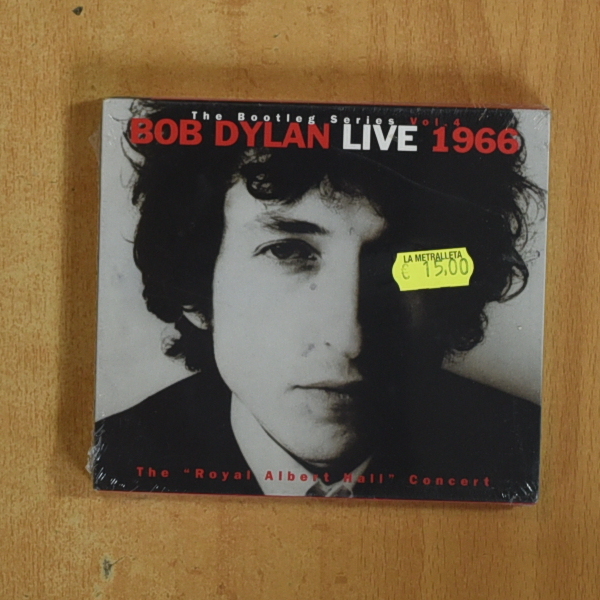 The Bootleg Series Vol.4
BOB DYLAN LIVE 1966
LA METRALLETA
€ 15,00
The "Royal Albert Hall" Concert